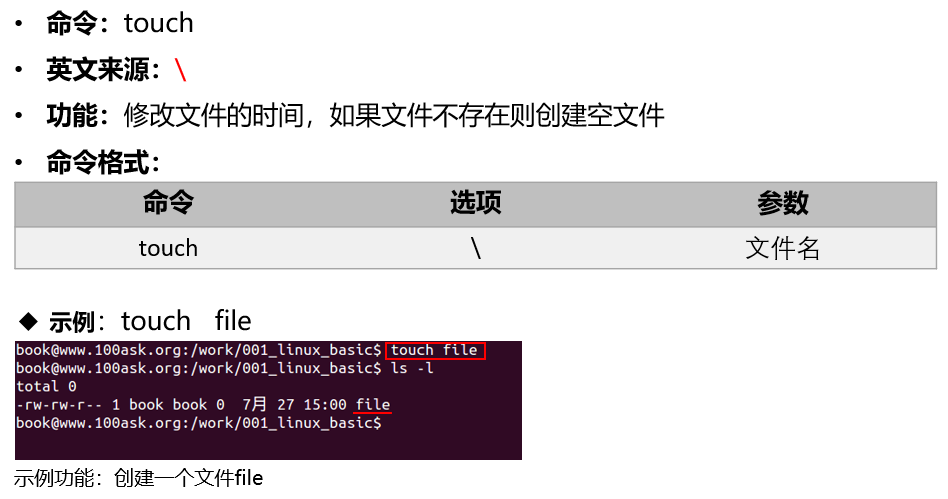 • 命令：touch
• 英文来源：\
• 功能：修改文件的时间，如果文件不存在则创建空文件
• 命令格式：
命令 选项 参数
touch \ 文件名
◆ 示例：touch file
book@www.100ask.org:/work/001_linux_basic$ touch file
book@www.100ask.org:/work/001_linux_basic$ ls -l
total 0
-rw-rw-r-- 1 book book 0 7月 27 15:00 file
book@www.100ask.org:/work/001_linux_basic$
示例功能：创建一个文件file